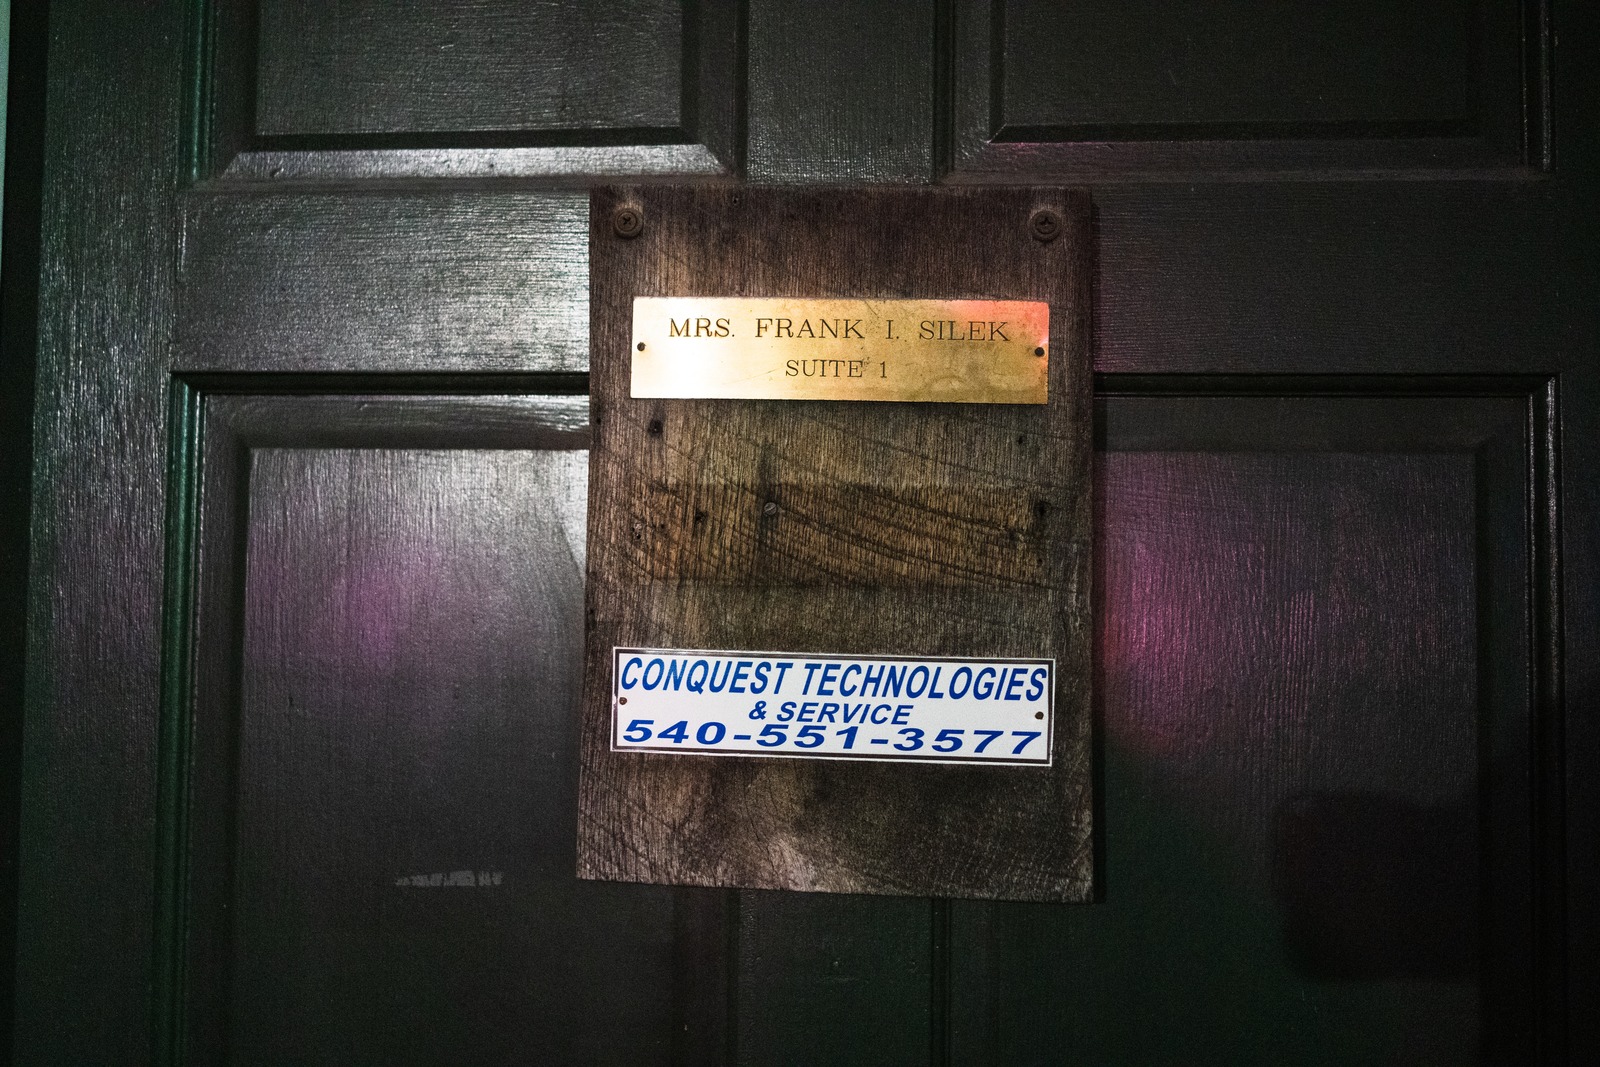 MRS. FRANK I. SILEK
SUITE 1
CONQUEST TECHNOLOGIES
& SERVICE
540-551-3577